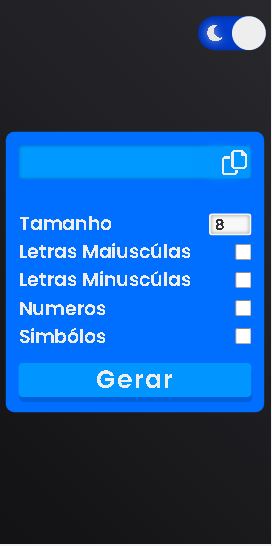 Tamanho 8
Letras Maiuscúlas
Letras Minuscúlas
Numeros
Simbólos
Gerar